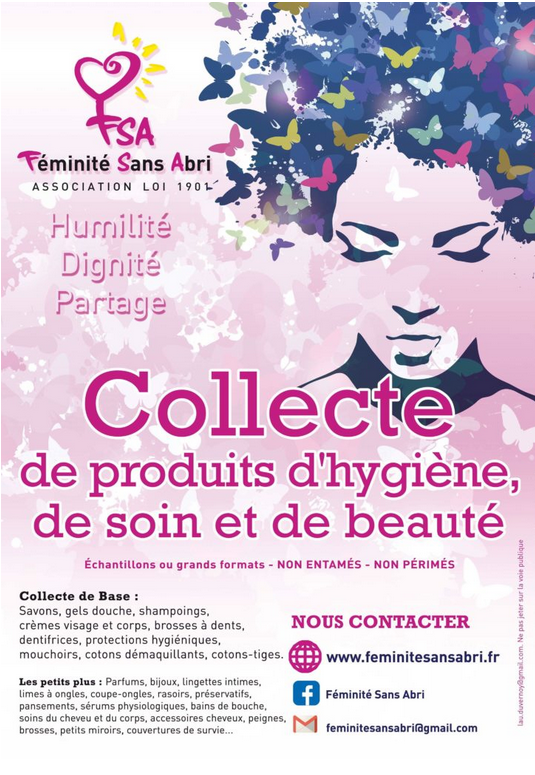 FSA
Féminité Sans Abri
ASSOCIATION LOI 1901
Humilité
Dignité
Partage
Collecte
de produits d'hygiène,
de soin et de beauté
Échantillons ou grands formats - NON ENTAMÉS - NON PÉRIMÉS
Collecte de Base :
Savons, gels douche, shampoings,
crèmes visage et corps, brosses à dents,
dentifrices, protections hygiéniques,
mouchoirs, cotons démaquillants, cotons-tiges.
Les petits plus : Parfums, bijoux, lingettes intimes,
limes à ongles, coupe-ongles, rasoirs, préservatifs,
pansements, sérums physiologiques, bains de bouche,
soins du cheveu et du corps, accessoires cheveux, peignes,
brosses, petits miroirs, couvertures de survie...
NOUS CONTACTER
www.feminitesansabri.fr
Féminité Sans Abri
feminitesansabri@gmail.com
lau.duvernoy@gmail.com. Ne pas jeter sur la voie publique